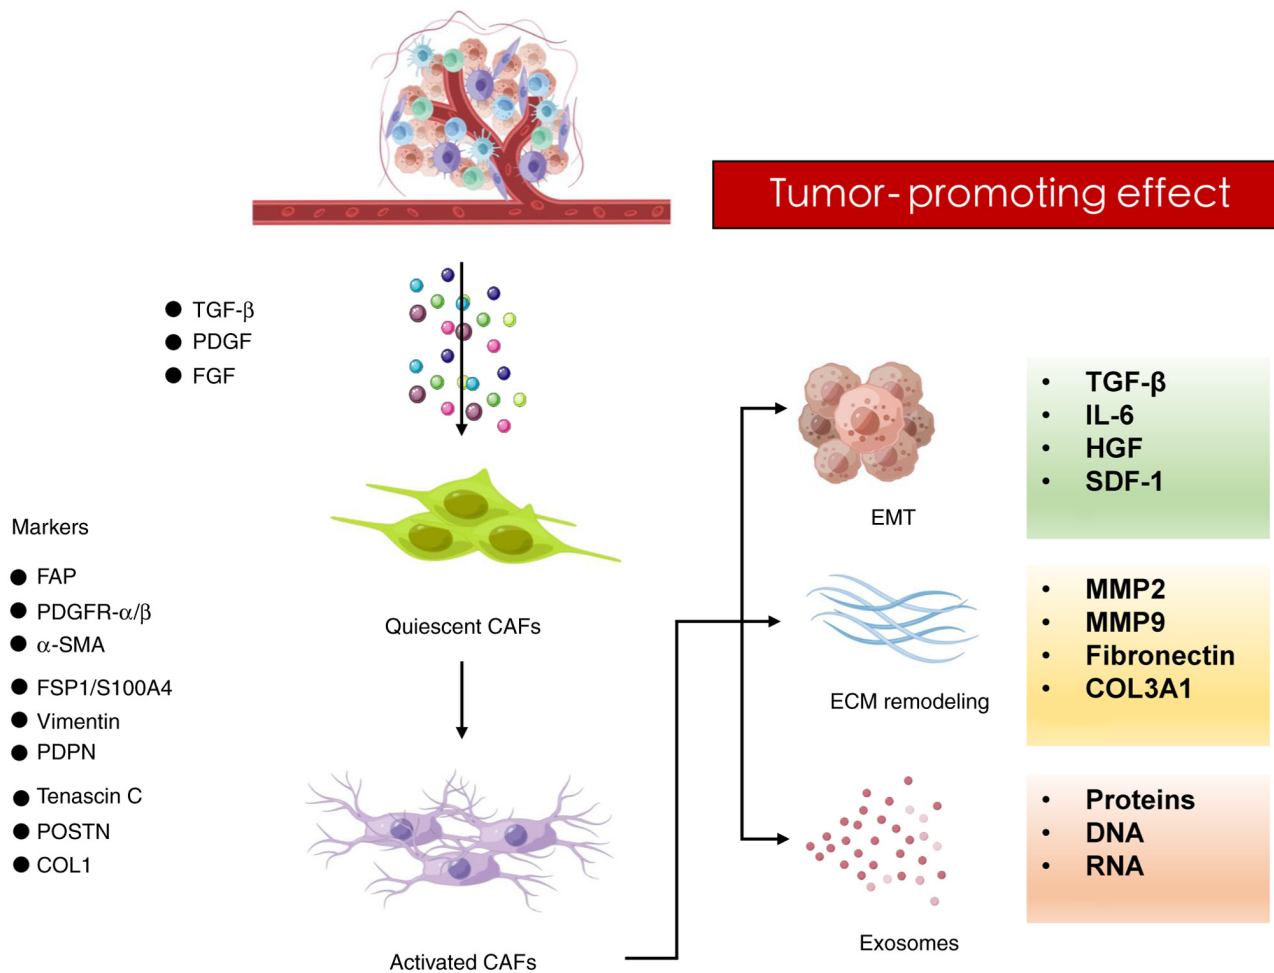 Tumor- promoting effect
TGF-β
PDGF
FGF
Markers
FAP
PDGFR-α/β
α-SMA
FSP1/S100A4
Vimentin
PDPN
Tenascin C
POSTN
COL1
Quiescent CAFs
Activated CAFs
EMT
• TGF-β
• IL-6
• HGF
• SDF-1
ECM remodeling
• MMP2
• MMP9
• Fibronectin
• COL3A1
Exosomes
• Proteins
• DNA
• RNA